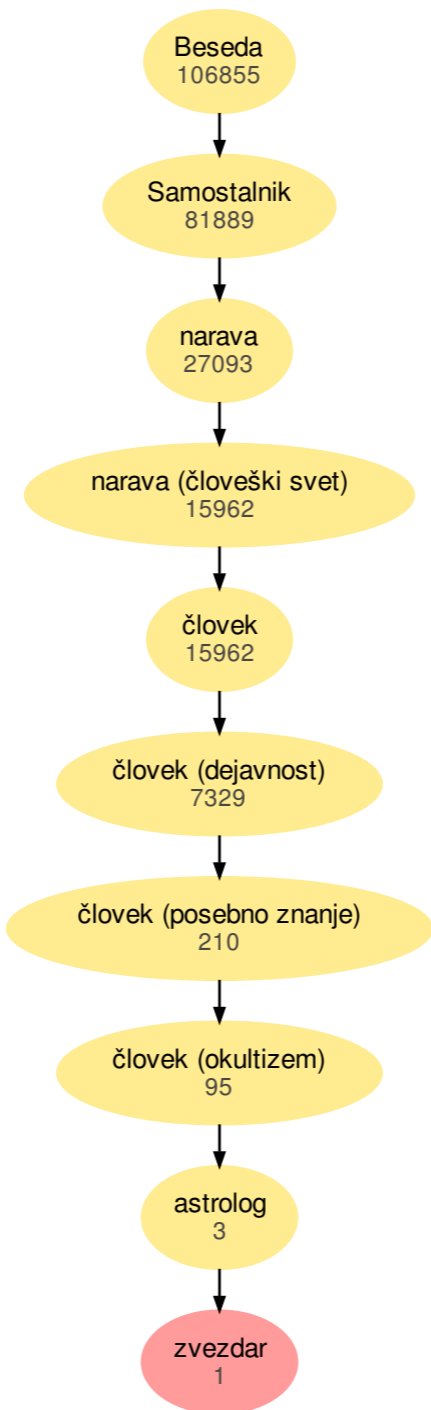 Beseda
106855
Samostalnik
81889
narava
27093
narava (človeški svet)
15962
človek
15962
človek (dejavnost)
7329
človek (posebno znanje)
210
človek (okultizem)
95
astrolog
3
zvezdar
1